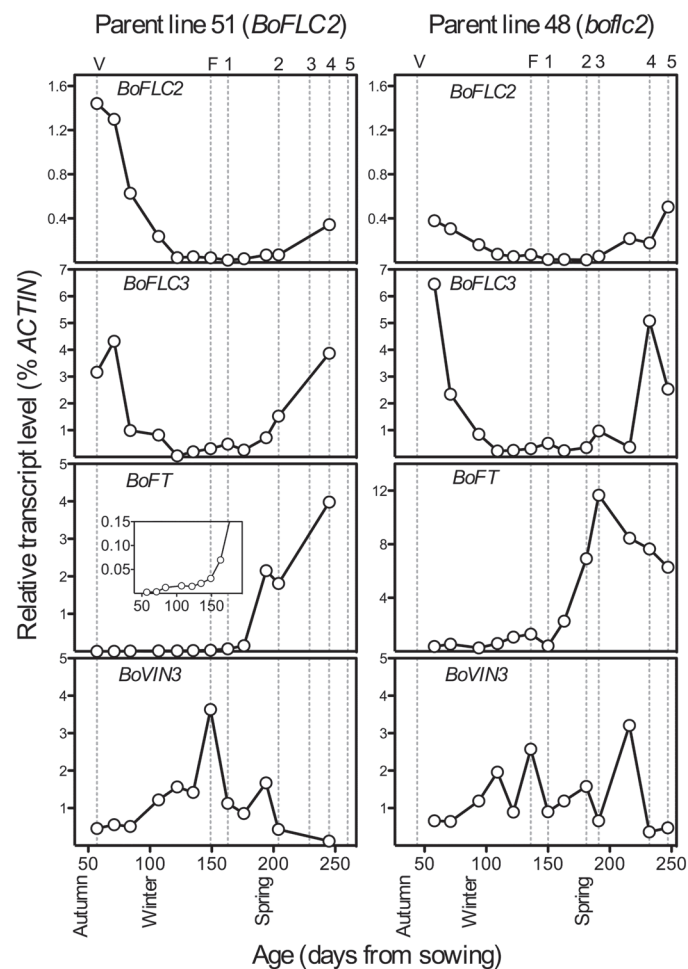 Parent line 51 (BoFLC2) Parent line 48 (boflc2)
V F 1 2 3 4 5 V F 1 2 3 4 5
BoFLC2 BoFLC2
1.6 1.6
1.2 1.2
0.8 0.8
0.4 0.4
BoFLC3 BoFLC3
7 7
6 6
5 5
4 4
3 3
2 2
1 1
Relative transcript level (% ACTIN)
BoFT BoFT
5
4 12
3
2 8
1 4
0.15
0.10
0.05
50 100 150
BoVIN3 BoVIN3
5 5
4 4
3 3
2 2
1 1
50 100 150 200 250 50 100 150 200 250
Autumn Winter Spring Autumn Winter Spring
Age (days from sowing)